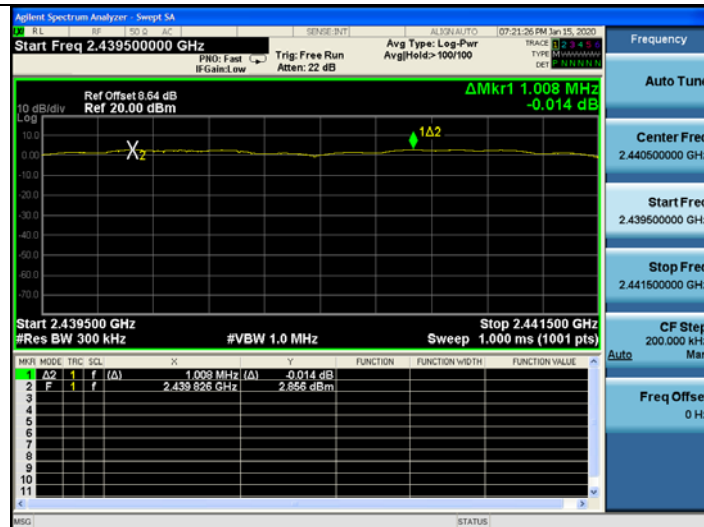 Agilent Spectrum Analyzer - Swept SA
RL RF 50 Ω AC SENSE:INT ALIGNAUTO 07:21:26 PM Jan 15, 2020
Start Freq 2.439500000 GHz
PNO: Fast
IFGain:Low
Trig: Free Run
Atten: 22 dB
Avg Type: Log-Pwr
Avg|Hold:>100/100
TRACE 1 2 3 4 5 6
TYPE MWWWWW
DET P N N N N N
Ref Offset 8.64 dB
Ref 20.00 dBm
ΔMkr1 1.008 MHz
-0.014 dB
10 dB/div
Log
10.0
0.00
-10.0
-20.0
-30.0
-40.0
-50.0
-60.0
-70.0
X2
1Δ2
Start 2.439500 GHz
Stop 2.441500 GHz
#Res BW 300 kHz #VBW 1.0 MHz Sweep 1.000 ms (1001 pts)
MKR MODE TRC SCL X Y FUNCTION FUNCTION WIDTH FUNCTION VALUE
1 Δ2 1 f (Δ) 1.008 MHz (Δ) -0.014 dB
2 F 1 f 2.439 826 GHz 2.856 dBm
3
4
5
6
7
8
9
10
11
MSG STATUS
Frequency
Auto Tune
Center Freq
2.440500000 GHz
Start Freq
2.439500000 GHz
Stop Freq
2.441500000 GHz
CF Step
200.000 kHz
Auto Man
Freq Offset
0 Hz